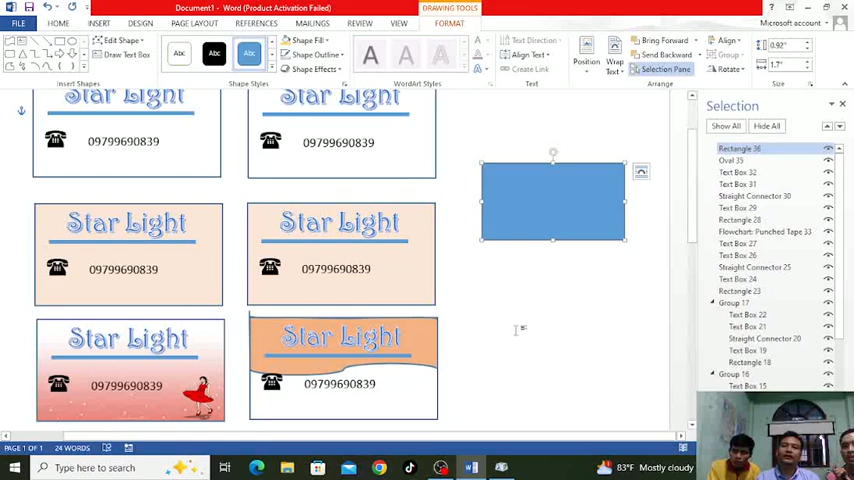 Document1 - Word (Product Activation Failed)
DRAWING TOOLS
FILE HOME INSERT DESIGN PAGE LAYOUT REFERENCES MAILINGS REVIEW VIEW FORMAT
Microsoft account
Edit Shape
Draw Text Box
Insert Shapes
Abc Abc Abc
Shape Fill
Shape Outline
Shape Effects
Shape Styles
A A A
WordArt Styles
Text Direction
Align Text
Create Link
Text
Position
Wrap Text
Bring Forward
Send Backward
Selection Pane
Align
Group
Rotate
Arrange
0.92"
1.7"
Size
Star Light
09799690839
Star Light
09799690839
Star Light
09799690839
Star Light
09799690839
Star Light
09799690839
Star Light
09799690839
Selection
Show All Hide All
Rectangle 36
Oval 35
Text Box 32
Text Box 31
Straight Connector 30
Text Box 29
Rectangle 28
Flowchart: Punched Tape 33
Text Box 27
Text Box 26
Straight Connector 25
Text Box 24
Rectangle 23
Group 17
Text Box 22
Text Box 21
Straight Connector 20
Text Box 19
Rectangle 18
Group 16
Text Box 15
PAGE 1 OF 1 24 WORDS
Type here to search
83°F Mostly cloudy